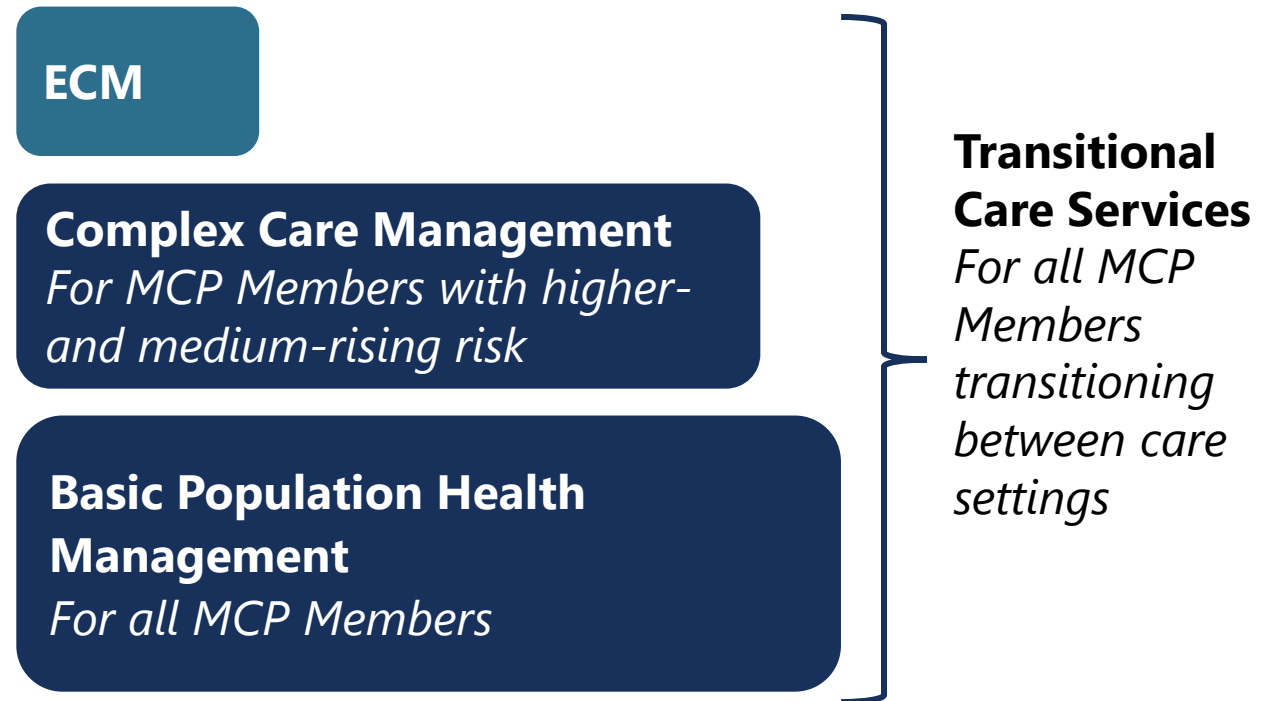 ECM
Complex Care Management
For MCP Members with higher-
and medium-rising risk
Basic Population Health
Management
For all MCP Members
Transitional
Care Services
For all MCP
Members
transitioning
between care
settings